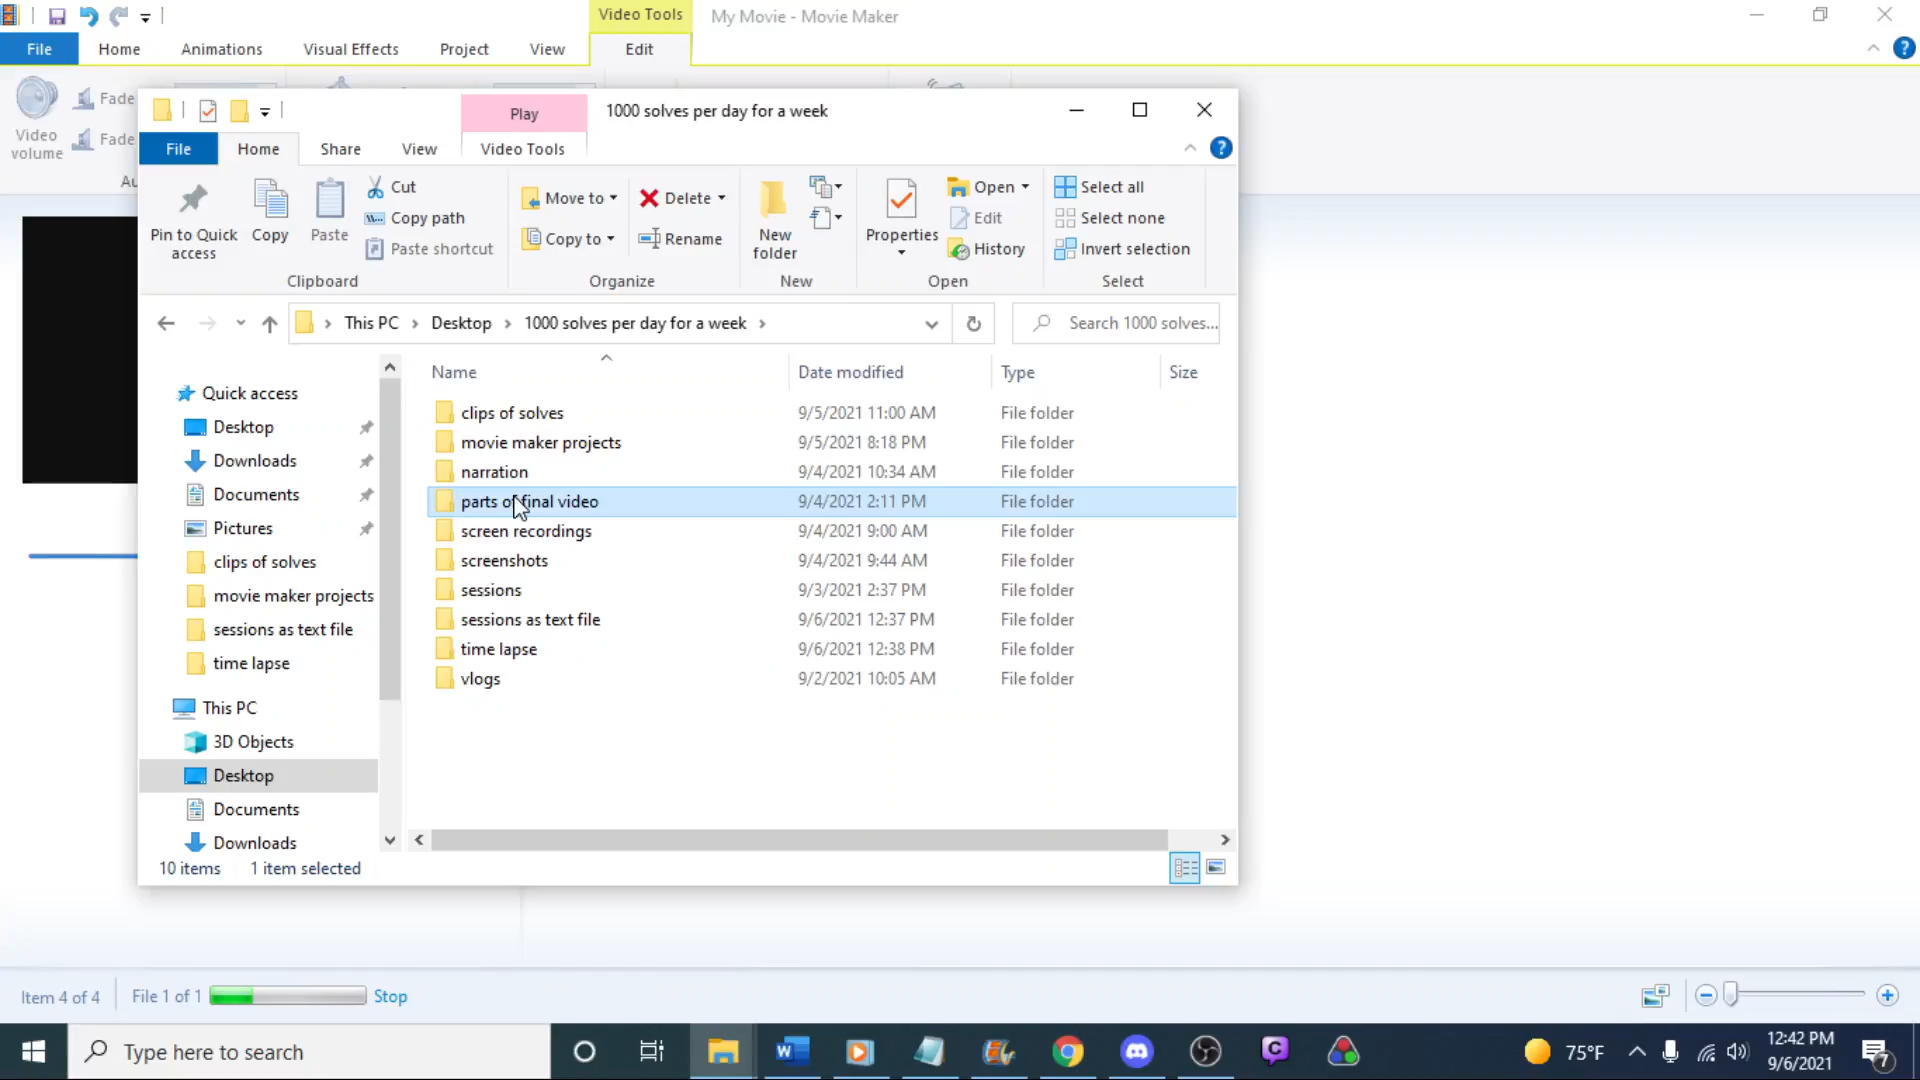 Video Tools
My Movie - Movie Maker
File
Home
Animations
Visual Effects
Project
View
Edit
Video volume
Fade
Fade
Au
Play
1000 solves per day for a week
File
Home
Share
View
Video Tools
Pin to Quick access
Copy
Paste
Cut
Copy path
Paste shortcut
Clipboard
Move to
Copy to
Delete
Rename
Organize
New folder
New
Properties
Open
Edit
History
Open
Select all
Select none
Invert selection
Select
This PC > Desktop > 1000 solves per day for a week >
Search 1000 solves...
Quick access
Desktop
Downloads
Documents
Pictures
clips of solves
movie maker projects
sessions as text file
time lapse
This PC
3D Objects
Desktop
Documents
Downloads
Name Date modified Type Size
clips of solves 9/5/2021 11:00 AM File folder
movie maker projects 9/5/2021 8:18 PM File folder
narration 9/4/2021 10:34 AM File folder
parts of final video 9/4/2021 2:11 PM File folder
screen recordings 9/4/2021 9:00 AM File folder
screenshots 9/4/2021 9:44 AM File folder
sessions 9/3/2021 2:37 PM File folder
sessions as text file 9/6/2021 12:37 PM File folder
time lapse 9/6/2021 12:38 PM File folder
vlogs 9/2/2021 10:05 AM File folder
10 items 1 item selected
Item 4 of 4 File 1 of 1 Stop
Type here to search
75°F
12:42 PM
9/6/2021
7